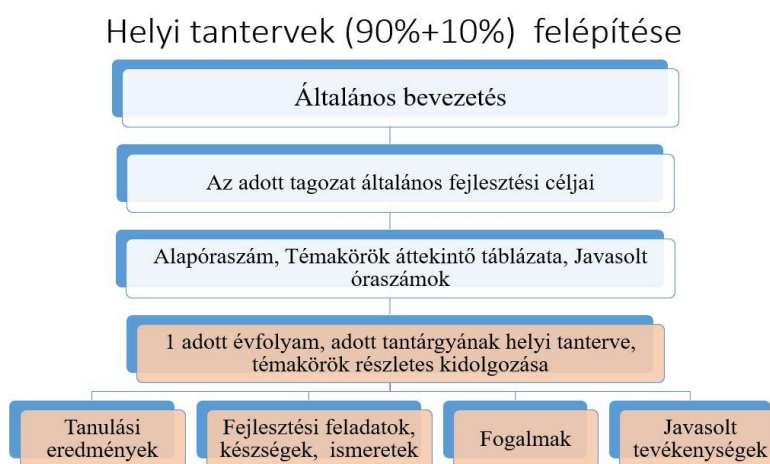 Helyi tantervek (90%+10%) felépítése
Általános bevezetés
Az adott tagozat általános fejlesztési céljai
Alapóraszám, Témakörök áttekintő táblázata, Javasolt
óraszámok
1 adott évfolyam, adott tantárgyának helyi tanterve,
témakörök részletes kidolgozása
Tanulási
eredmények
Fejlesztési feladatok,
készségek, ismeretek
Fogalmak
Javasolt
tevékenységek